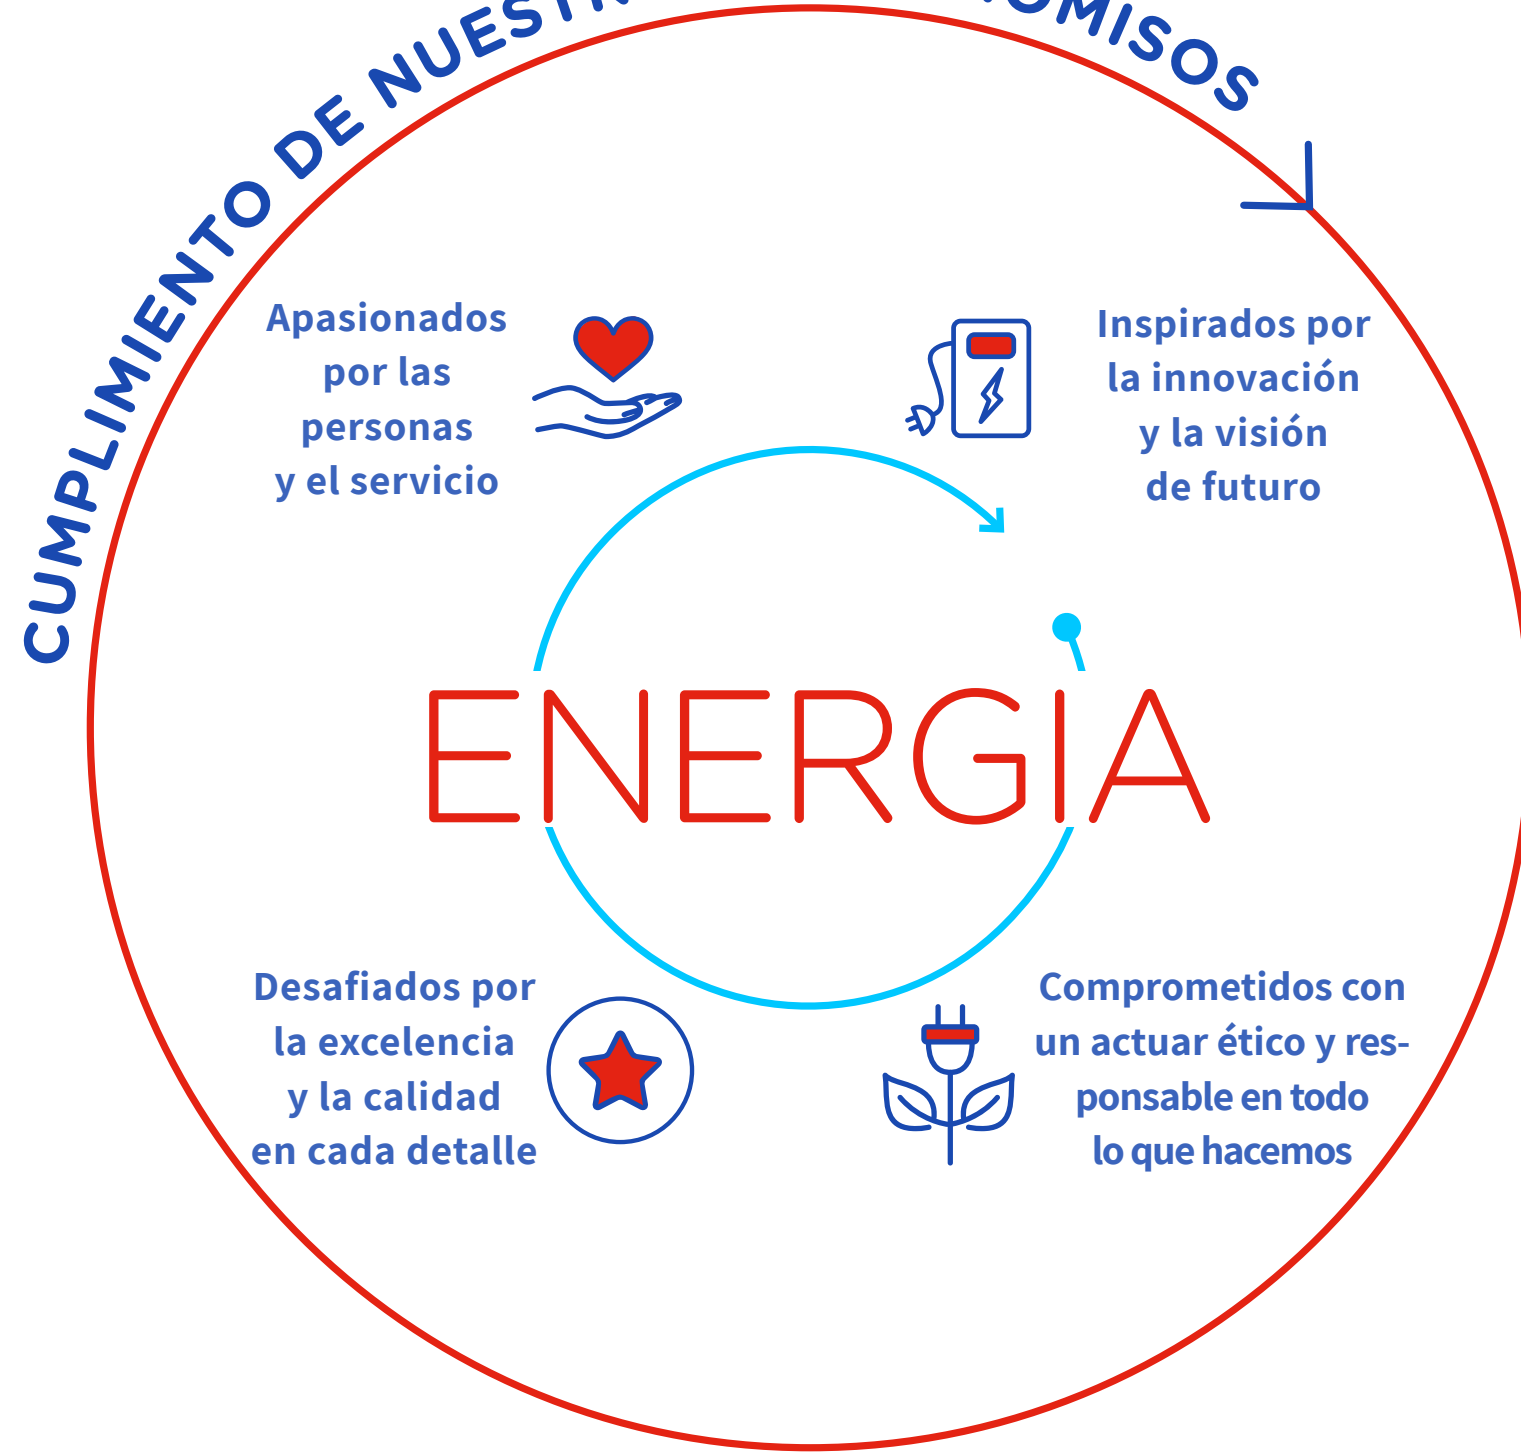 CUMPLIMIENTO DE
Apasionados
por las
personas
y el servicio
Inspirados por
la innovación
y la visión
de futuro
ENERGIA
Desafiados por
la excelencia
y la calidad
en cada detalle
Comprometidos con
un actuar ético y res-
ponsable en todo
lo que hacemos